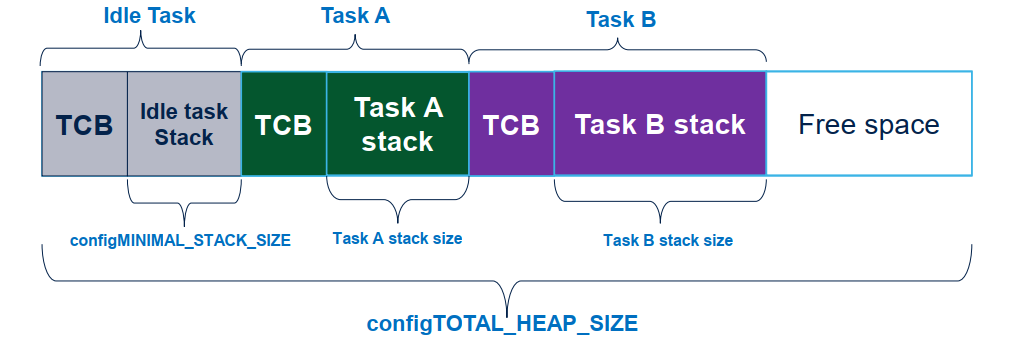 Idle Task
Task A
Task B
TCB
Idle task
Stack
TCB
Task A
stack
TCB
Task B stack
Free space
configMINIMAL_STACK_SIZE
Task A stack size
Task B stack size
configTOTAL_HEAP_SIZE